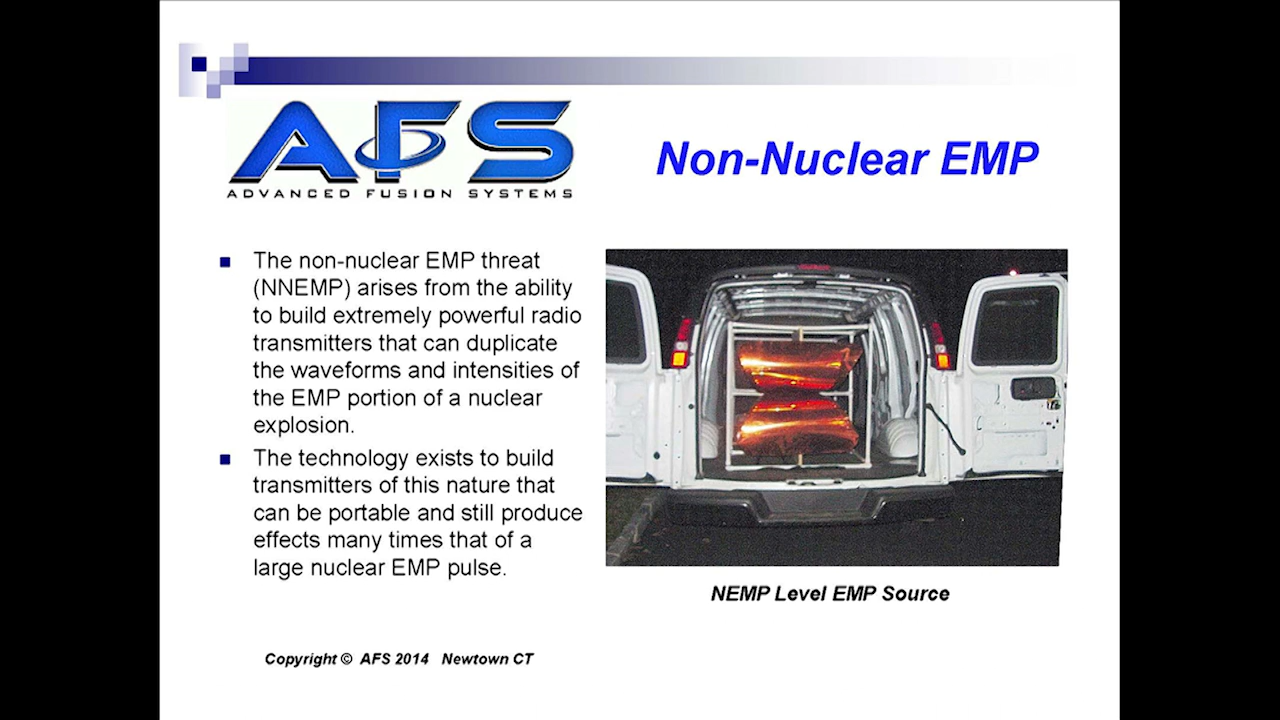 AFS
ADVANCED FUSION SYSTEMS
Non-Nuclear EMP
The non-nuclear EMP threat
(NNEMP) arises from the ability
to build extremely powerful radio
transmitters that can duplicate
the waveforms and intensities of
the EMP portion of a nuclear
explosion.
The technology exists to build
transmitters of this nature that
can be portable and still produce
effects many times that of a
large nuclear EMP pulse.
NEMP Level EMP Source
Copyright © AFS 2014 Newtown CT